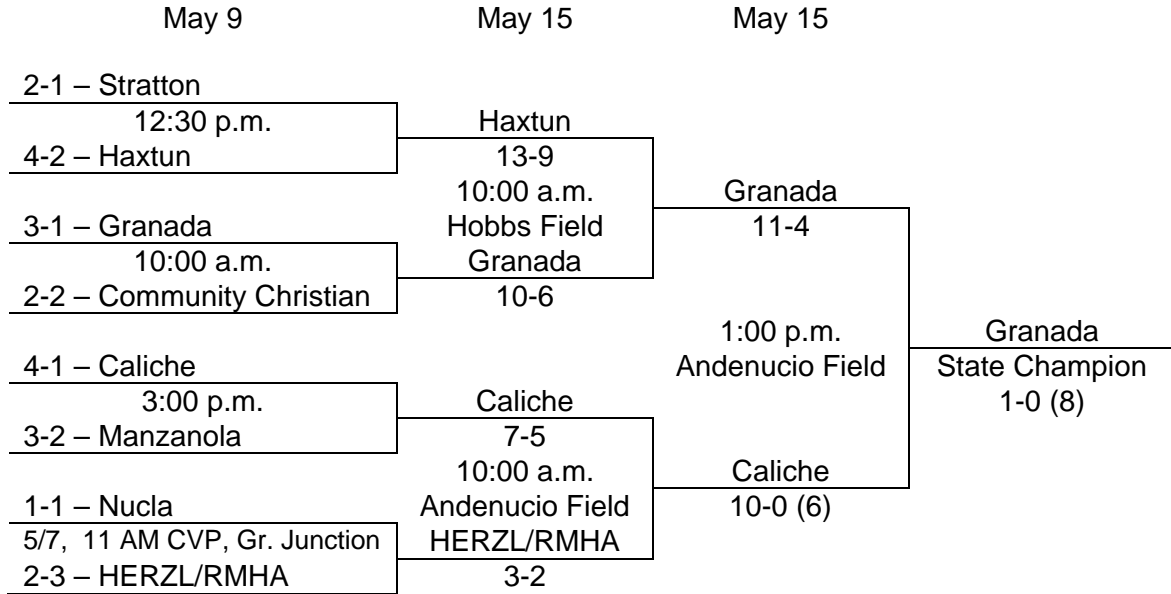 May 9 May 15 May 15
2-1 – Stratton
12:30 p.m. Haxtun
4-2 – Haxtun 13-9
10:00 a.m. Granada
3-1 – Granada Hobbs Field 11-4
10:00 a.m. Granada
2-2 – Community Christian 10-6
1:00 p.m. Granada
4-1 – Caliche Andenucio Field State Champion
3:00 p.m. Caliche 1-0 (8)
3-2 – Manzanola 7-5
10:00 a.m. Caliche
1-1 – Nucla Andenucio Field 10-0 (6)
5/7, 11 AM CVP, Gr. Junction HERZL/RMHA
2-3 – HERZL/RMHA 3-2